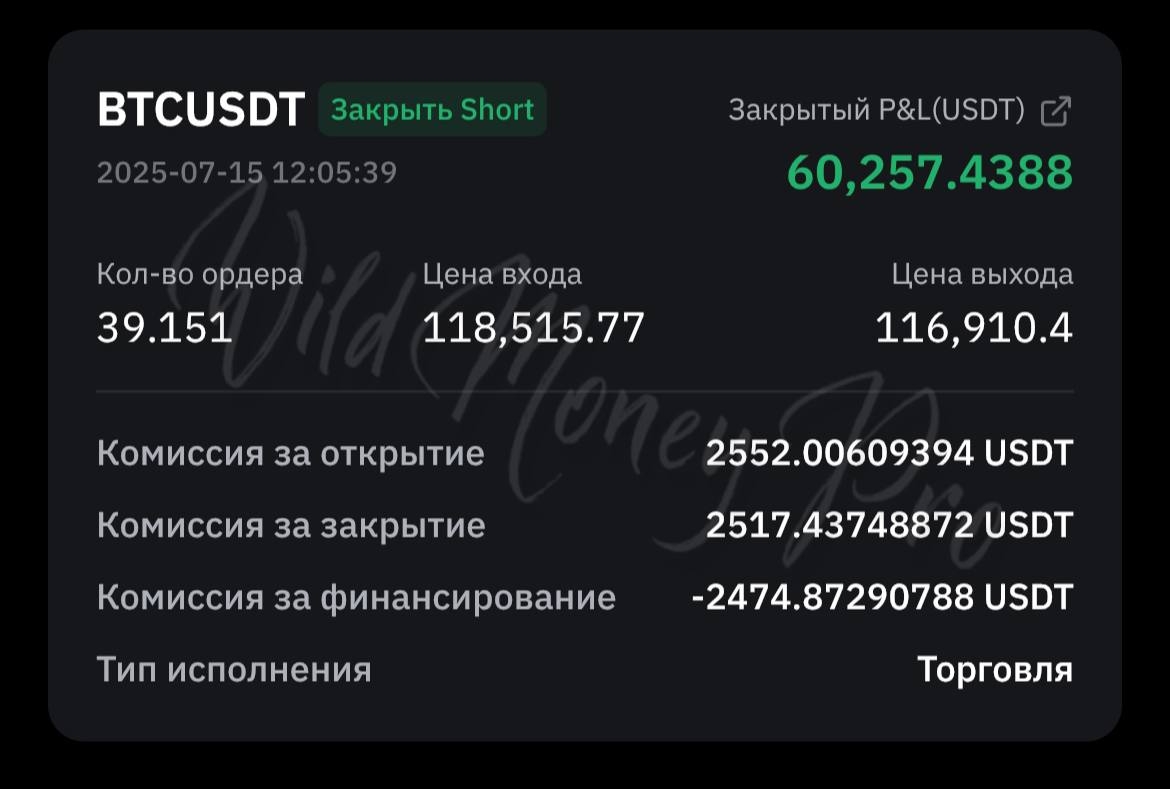 BTCUSDT Закрыть Short Закрытый P&L(USDT)
2025-07-15 12:05:39 60,257.4388
Кол-во ордера Цена входа Цена выхода
39.151 118,515.77 116,910.4
Wild Money Pro
Комиссия за открытие 2552.00609394 USDT
Комиссия за закрытие 2517.43748872 USDT
Комиссия за финансирование -2474.87290788 USDT
Тип исполнения Торговля